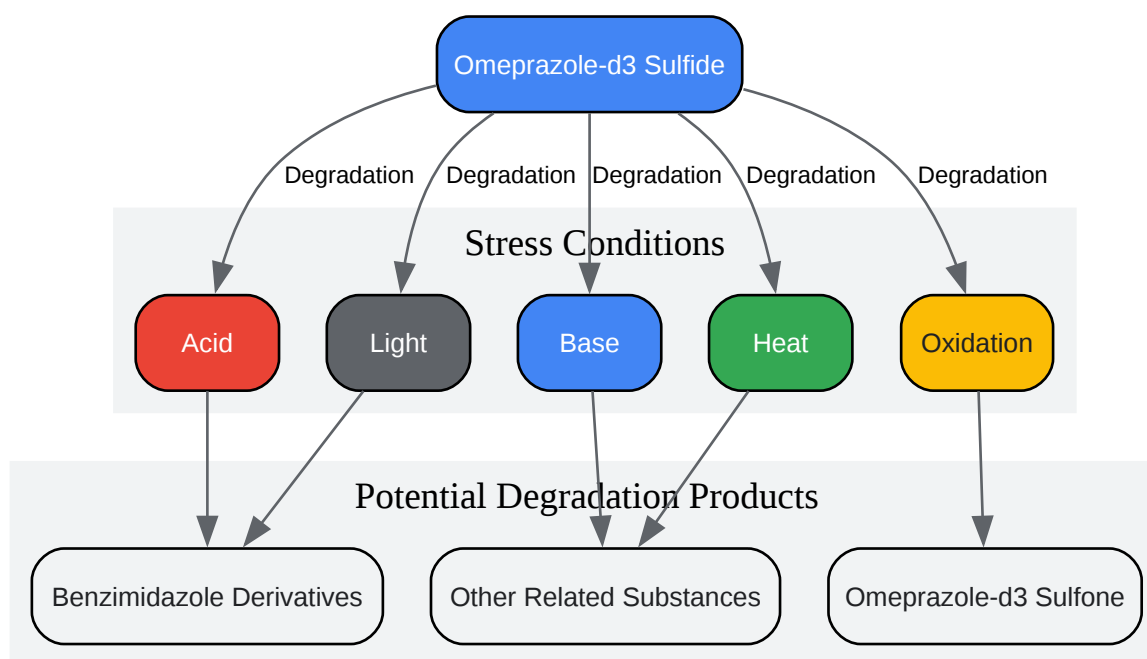 Omeprazole-d3 Sulfide
Degradation
Degradation
Degradation
Degradation
Degradation
Stress Conditions
Acid
Light
Base
Heat
Oxidation
Potential Degradation Products
Benzimidazole Derivatives
Other Related Substances
Omeprazole-d3 Sulfone